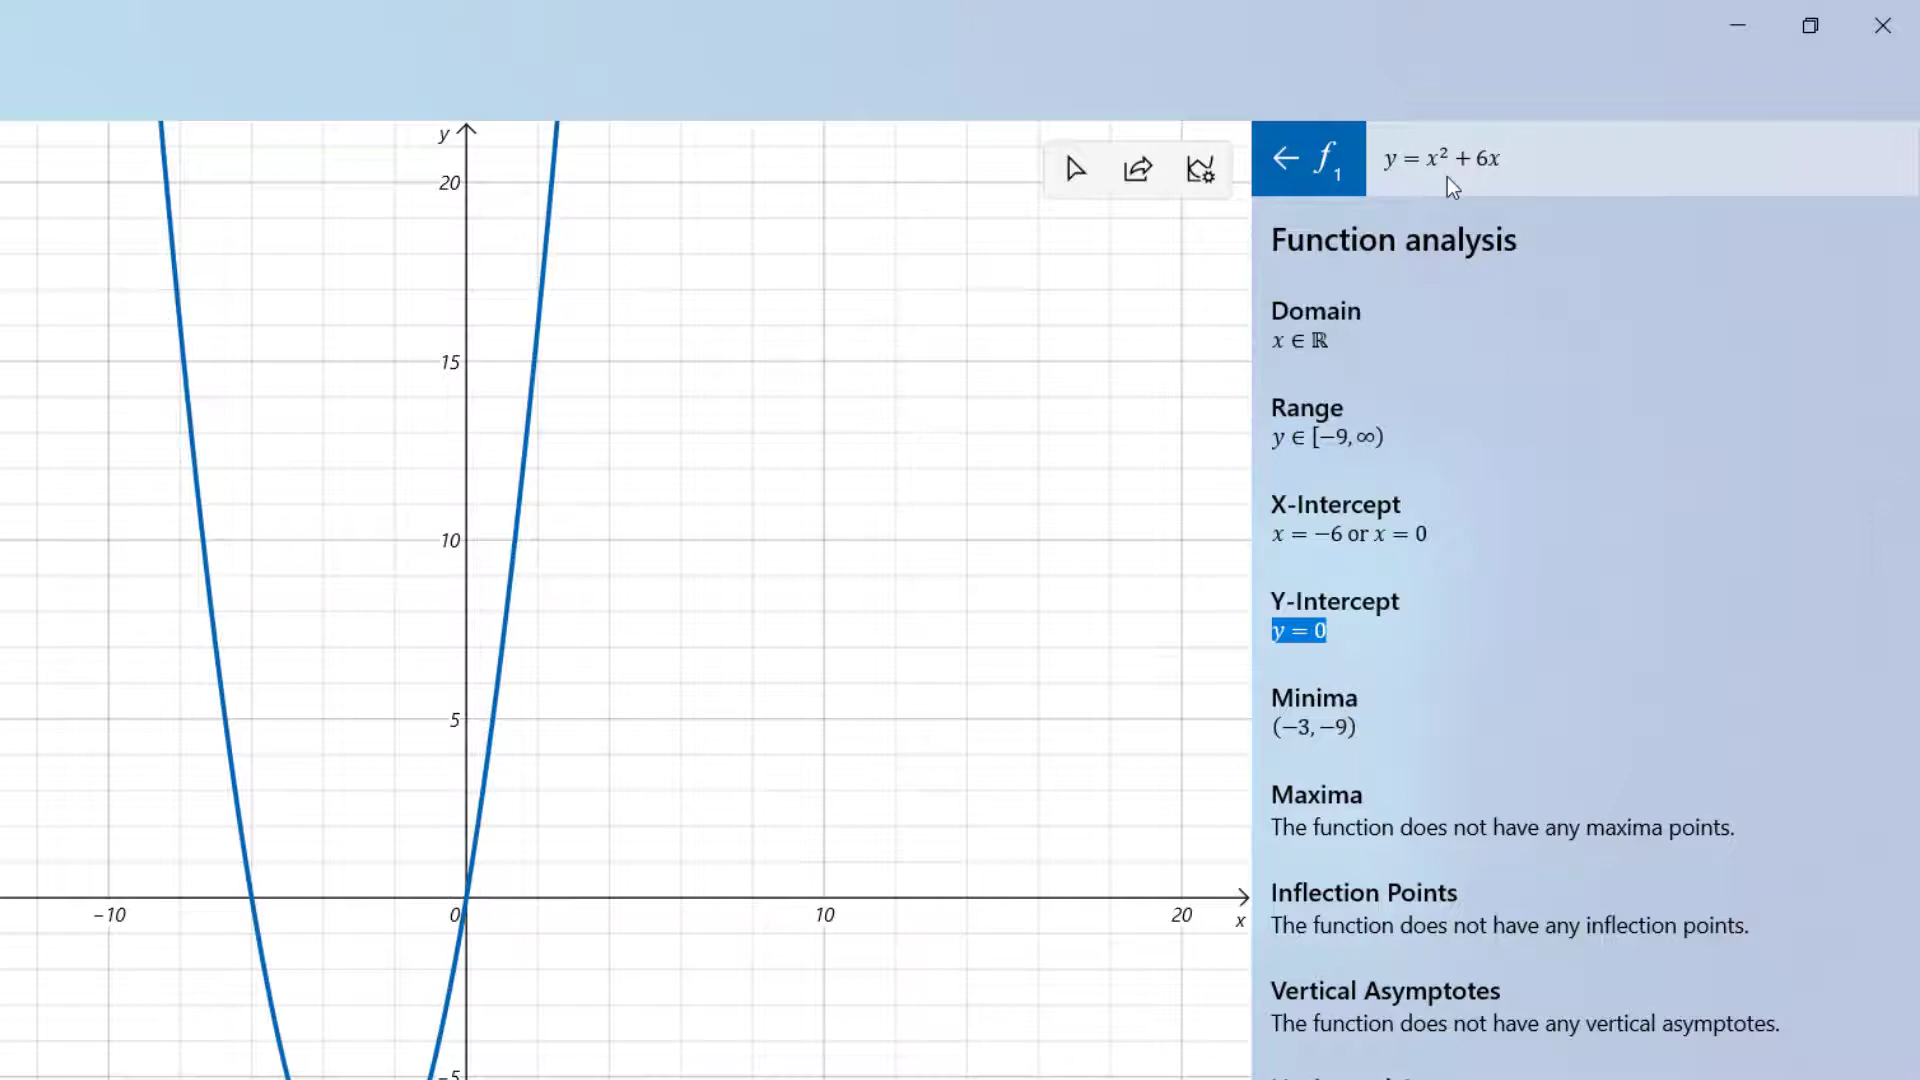 y
20
15
10
5
−10
0
10
20
x
−5
← f1
y = x² + 6x
Function analysis
Domain
x ∈ ℝ
Range
y ∈ [−9, ∞)
X-Intercept
x = −6 or x = 0
Y-Intercept
y = 0
Minima
(−3, −9)
Maxima
The function does not have any maxima points.
Inflection Points
The function does not have any inflection points.
Vertical Asymptotes
The function does not have any vertical asymptotes.